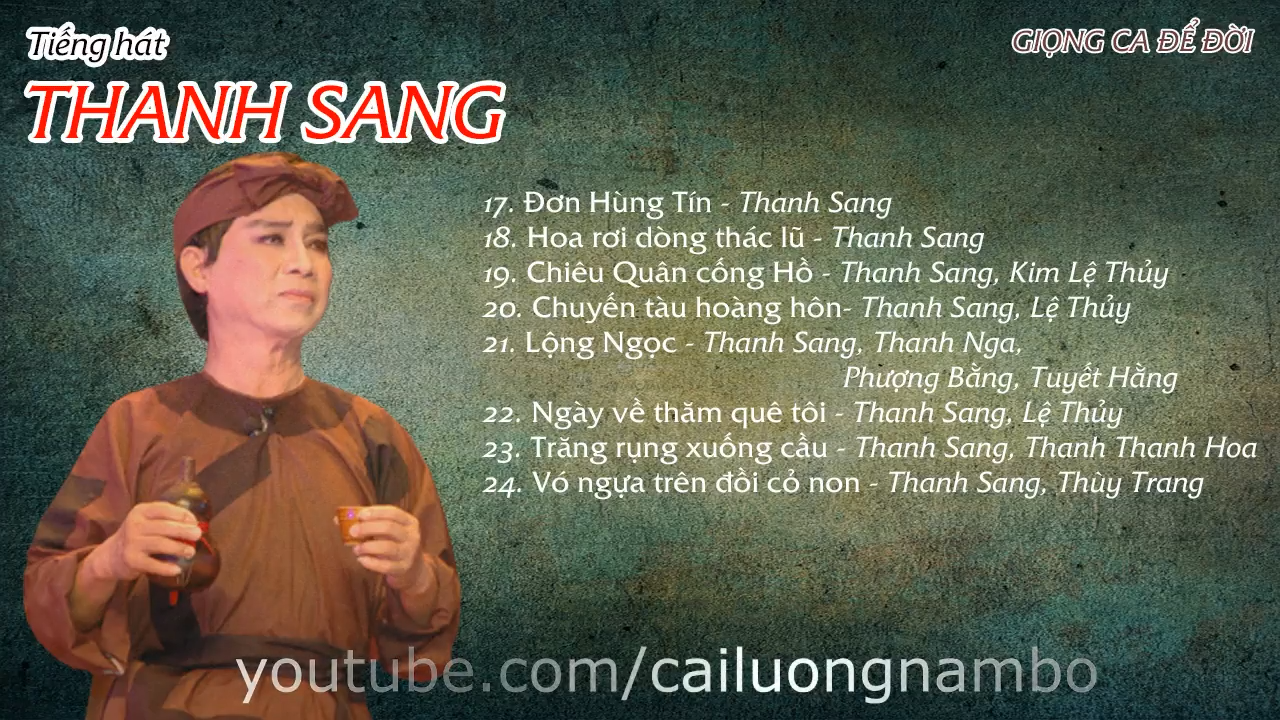 Tiếng hát
THANH SANG
GIỌNG CA ĐỂ ĐỜI
17. Đơn Hùng Tín - Thanh Sang
18. Hoa rơi dòng thác lũ - Thanh Sang
19. Chiêu Quân cống Hồ - Thanh Sang, Kim Lệ Thủy
20. Chuyến tàu hoàng hôn- Thanh Sang, Lệ Thủy
21. Lộng Ngọc - Thanh Sang, Thanh Nga,
Phượng Bằng, Tuyết Hằng
22. Ngày về thăm quê tôi - Thanh Sang, Lệ Thủy
23. Trăng rụng xuống cầu - Thanh Sang, Thanh Thanh Hoa
24. Vó ngựa trên đồi cỏ non - Thanh Sang, Thùy Trang
youtube.com/cailuongnambo